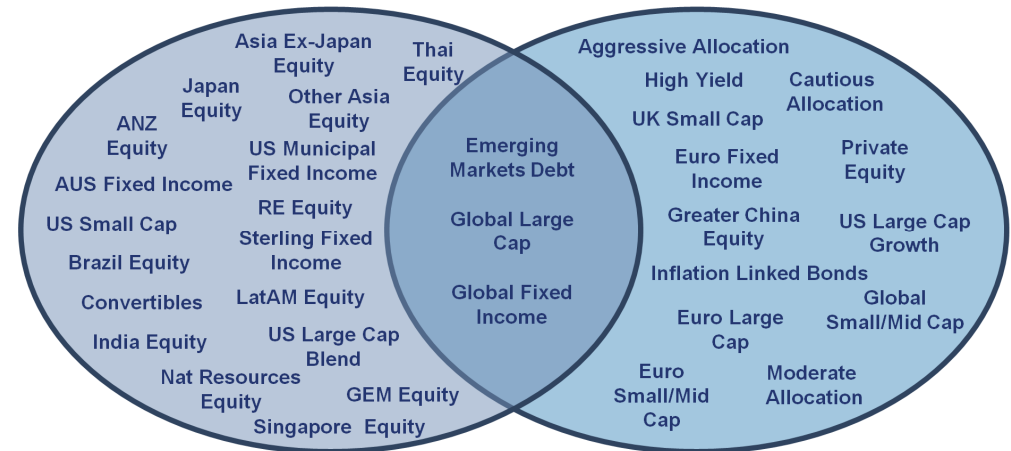 Asia Ex-Japan
Equity
Thai
Equity
Japan
Equity
Other Asia
Equity
ANZ
Equity
US Municipal
Fixed Income
AUS Fixed Income
RE Equity
US Small Cap
Sterling Fixed
Income
Brazil Equity
Convertibles
LatAM Equity
India Equity
US Large Cap
Blend
Nat Resources
Equity
GEM Equity
Singapore Equity
Emerging
Markets Debt
Global Large
Cap
Global Fixed
Income
Aggressive Allocation
High Yield
Cautious
Allocation
UK Small Cap
Euro Fixed
Income
Private
Equity
Greater China
Equity
US Large Cap
Growth
Inflation Linked Bonds
Global
Small/Mid Cap
Euro Large
Cap
Euro
Small/Mid
Cap
Moderate
Allocation